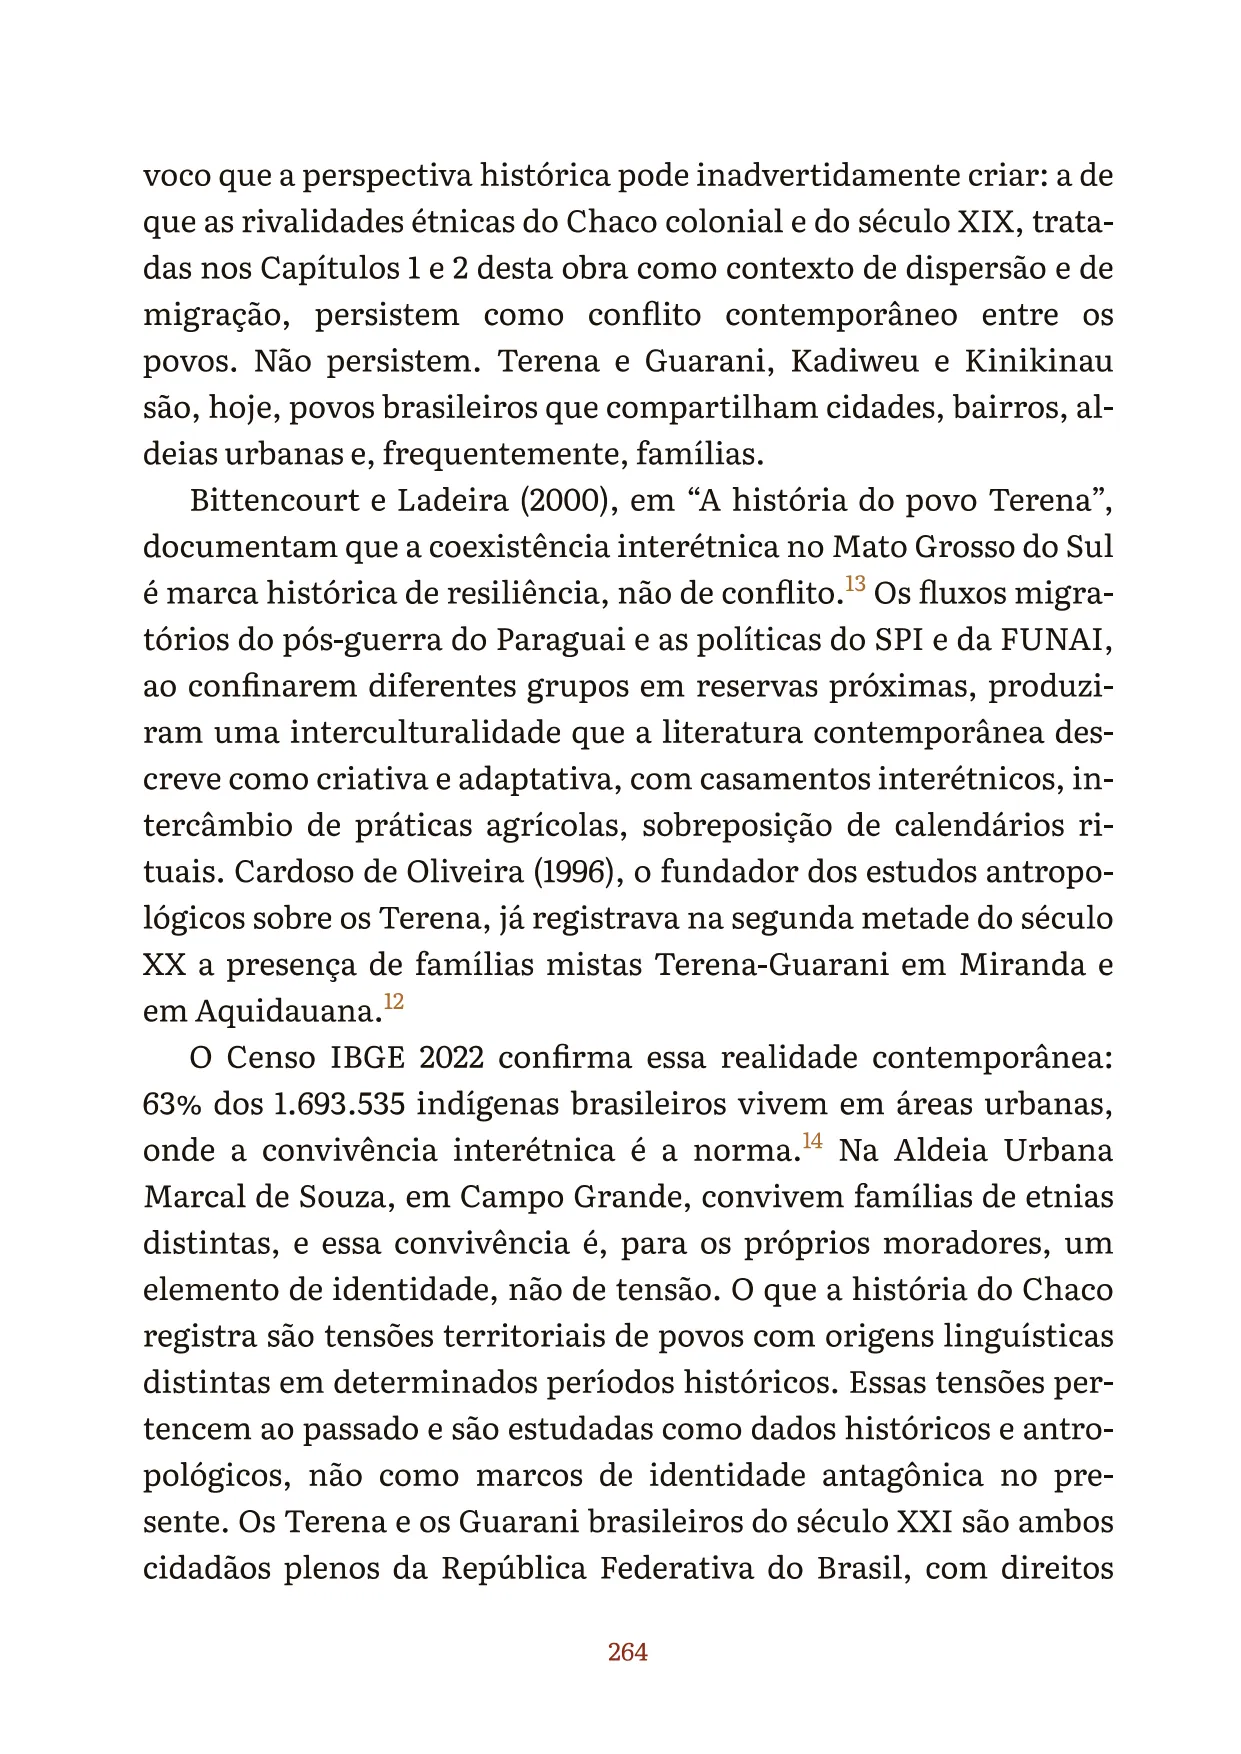 voco que a perspectiva histórica pode inadvertidamente criar: a de
que as rivalidades étnicas do Chaco colonial e do século XIX, trata-
das nos Capítulos 1 e 2 desta obra como contexto de dispersão e de
migração, persistem como conflito contemporâneo entre os
povos. Não persistem. Terena e Guarani, Kadiweu e Kinikinau
são, hoje, povos brasileiros que compartilham cidades, bairros, al-
deias urbanas e, frequentemente, famílias.
Bittencourt e Ladeira (2000), em “A história do povo Terena”,
documentam que a coexistência interétnica no Mato Grosso do Sul
é marca histórica de resiliência, não de conflito.13 Os fluxos migra-
tórios do pós-guerra do Paraguai e as políticas do SPI e da FUNAI,
ao confinarem diferentes grupos em reservas próximas, produzi-
ram uma interculturalidade que a literatura contemporânea des-
creve como criativa e adaptativa, com casamentos interétnicos, in-
tercâmbio de práticas agrícolas, sobreposição de calendários ri-
tuais. Cardoso de Oliveira (1996), o fundador dos estudos antropo-
lógicos sobre os Terena, já registrava na segunda metade do século
XX a presença de famílias mistas Terena-Guarani em Miranda e
em Aquidauana.12
O Censo IBGE 2022 confirma essa realidade contemporânea:
63% dos 1.693.535 indígenas brasileiros vivem em áreas urbanas,
onde a convivência interétnica é a norma.14 Na Aldeia Urbana
Marcal de Souza, em Campo Grande, convivem famílias de etnias
distintas, e essa convivência é, para os próprios moradores, um
elemento de identidade, não de tensão. O que a história do Chaco
registra são tensões territoriais de povos com origens linguísticas
distintas em determinados períodos históricos. Essas tensões per-
tencem ao passado e são estudadas como dados históricos e antro-
pológicos, não como marcos de identidade antagônica no pre-
sente. Os Terena e os Guarani brasileiros do século XXI são ambos
cidadãos plenos da República Federativa do Brasil, com direitos
264